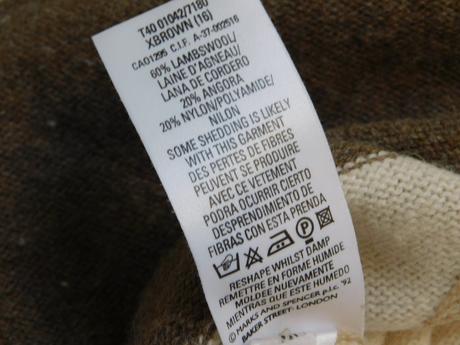 T40 01042/7180
XBROWN (16)
CA01295 C.I.F. A-37-002516
60% LAMBSWOOL/
LAINE D'AGNEAU/
LANA DE CORDERO
20% ANGORA
20% NYLON/POLYAMIDE/
NILON
SOME SHEDDING IS LIKELY
WITH THIS GARMENT
DES PERTES DE FIBRES
PEUVENT SE PRODUIRE
AVEC CE VETEMENT
PODRA OCURRIR CIERTO
DESPRENDIMIENTO DE
FIBRAS CON ESTA PRENDA
P
RESHAPE WHILST DAMP
REMETTRE EN FORME HUMIDE
MOLDEE NUEVAMENTE
MIENTRAS QUE ESTE HUMEDO
© MARKS AND SPENCER p.l.c. '92
BAKER STREET · LONDON